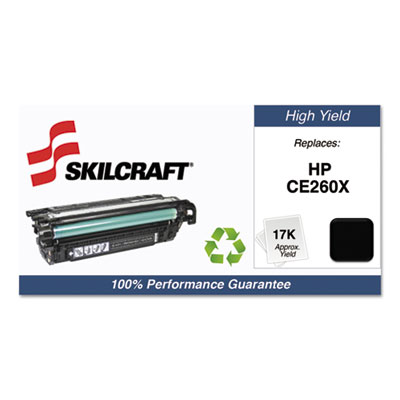 High Yield
SKILCRAFT®
Replaces:
HP
CE260X
17K
Approx.
Yield
100% Performance Guarantee